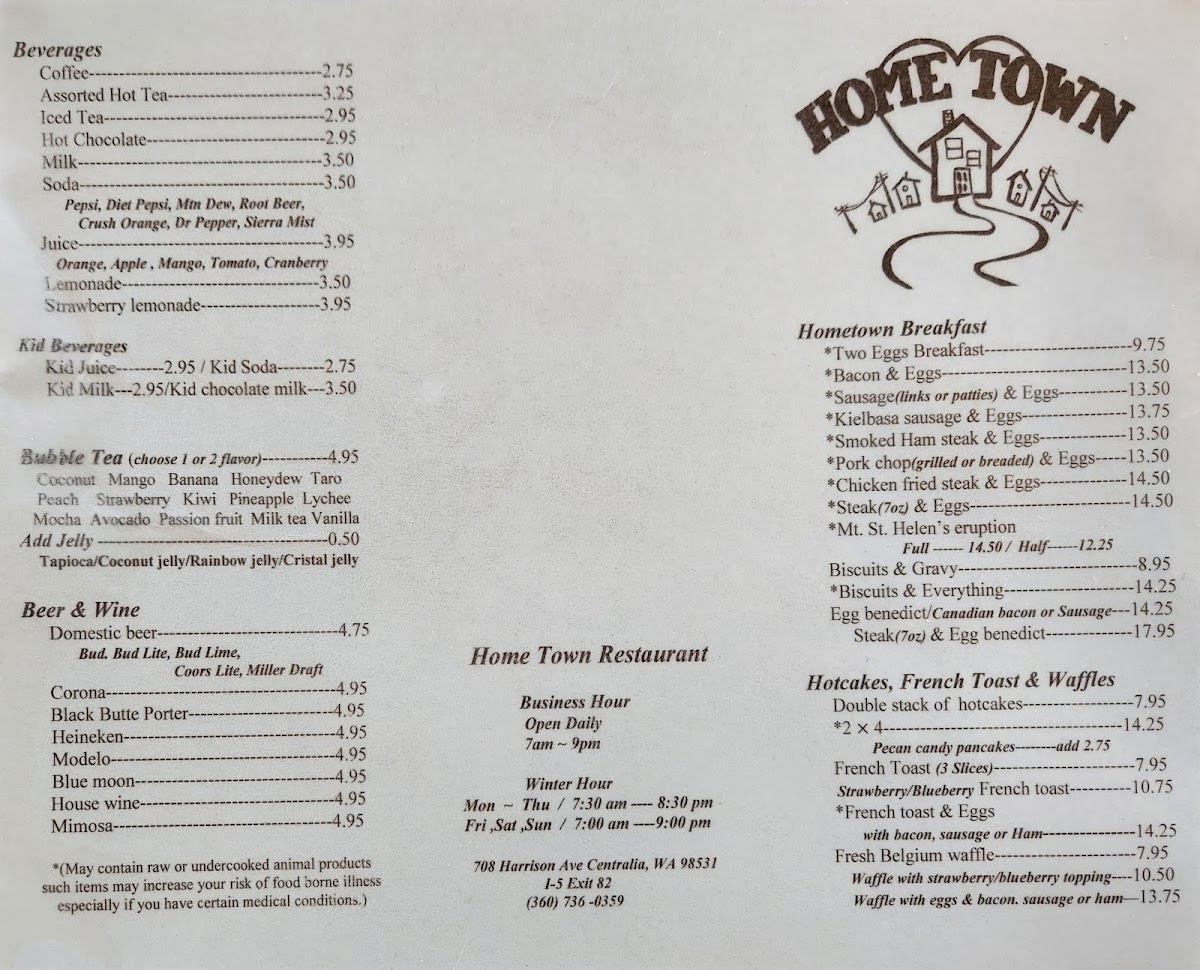 Beverages
Coffee---------------------------------------2.75
Assorted Hot Tea--------------------------3.25
Iced Tea-------------------------------------2.95
Hot Chocolate------------------------------2.95
Milk-----------------------------------------3.50
Soda-----------------------------------------3.50
Pepsi, Diet Pepsi, Mtn Dew, Root Beer,
Crush Orange, Dr Pepper, Sierra Mist
Juice-----------------------------------------3.95
Orange, Apple , Mango, Tomato, Cranberry
Lemonade---------------------------------3.50
Strawberry lemonade--------------------3.95
Kid Beverages
Kid Juice--------2.95 / Kid Soda--------2.75
Kid Milk---2.95/Kid chocolate milk---3.50
Bubble Tea (choose 1 or 2 flavor)-----------4.95
Coconut Mango Banana Honeydew Taro
Peach Strawberry Kiwi Pineapple Lychee
Mocha Avocado Passion fruit Milk tea Vanilla
Add Jelly --------------------------------------0.50
Tapioca/Coconut jelly/Rainbow jelly/Cristal jelly
Beer & Wine
Domestic beer------------------------------4.75
Bud. Bud Lite, Bud Lime,
Coors Lite, Miller Draft
Corona---------------------------------------4.95
Black Butte Porter-------------------------4.95
Heineken------------------------------------4.95
Modelo--------------------------------------4.95
Blue moon----------------------------------4.95
House wine---------------------------------4.95
Mimosa-------------------------------------4.95
*(May contain raw or undercooked animal products
such items may increase your risk of food borne illness
especially if you have certain medical conditions.)
Home Town Restaurant
Business Hour
Open Daily
7am ~ 9pm
Winter Hour
Mon ~ Thu / 7:30 am ---- 8:30 pm
Fri ,Sat ,Sun / 7:00 am ----9:00 pm
708 Harrison Ave Centralia, WA 98531
I-5 Exit 82
(360) 736 -0359
HOME TOWN
Hometown Breakfast
*Two Eggs Breakfast-------------------------9.75
*Bacon & Eggs-------------------------------13.50
*Sausage(links or patties) & Eggs-----------13.50
*Kielbasa sausage & Eggs------------------13.75
*Smoked Ham steak & Eggs--------------13.50
*Pork chop(grilled or breaded) & Eggs-----13.50
*Chicken fried steak & Eggs--------------14.50
*Steak(7oz) & Eggs---------------------------14.50
*Mt. St. Helen's eruption
Full ------ 14.50 / Half------12.25
Biscuits & Gravy------------------------------8.95
*Biscuits & Everything----------------------14.25
Egg benedict/Canadian bacon or Sausage---14.25
Steak(7oz) & Egg benedict--------------17.95
Hotcakes, French Toast & Waffles
Double stack of hotcakes-------------------7.95
*2 × 4----------------------------------------14.25
Pecan candy pancakes--------add 2.75
French Toast (3 Slices)------------------------7.95
Strawberry/Blueberry French toast----------10.75
*French toast & Eggs
with bacon, sausage or Ham---------------14.25
Fresh Belgium waffle------------------------7.95
Waffle with strawberry/blueberry topping----10.50
Waffle with eggs & bacon. sausage or ham—13.75